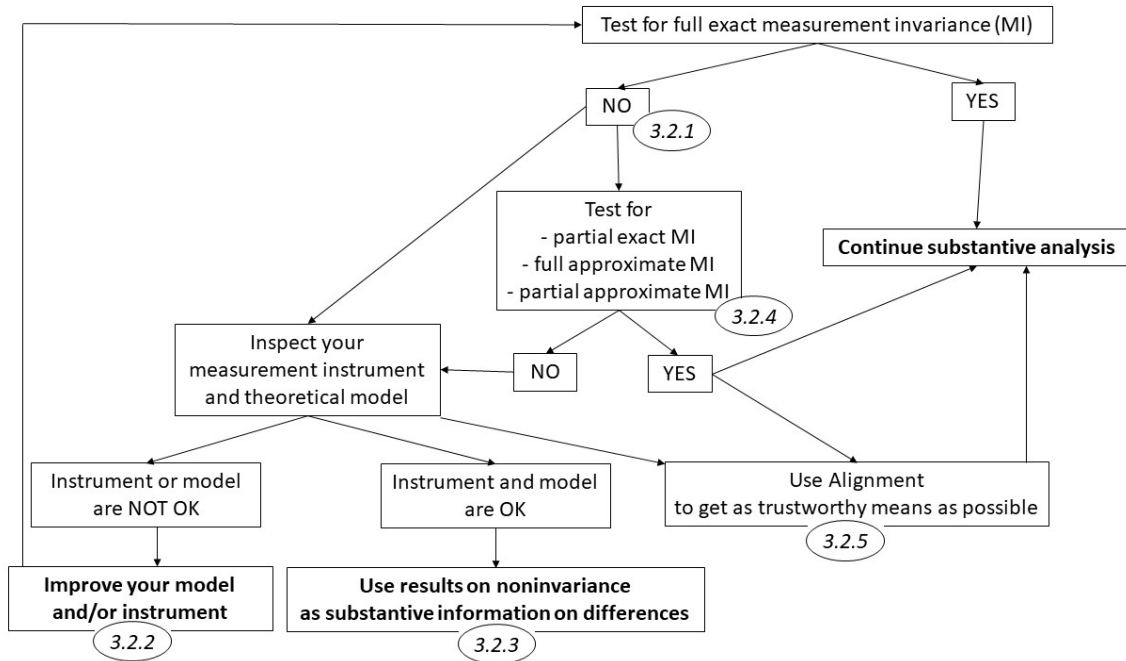 Test for full exact measurement invariance (MI)
NO
YES
3.2.1
Test for
- partial exact MI
- full approximate MI
- partial approximate MI
3.2.4
Continue substantive analysis
Inspect your
measurement instrument
and theoretical model
NO
YES
Instrument or model
are NOT OK
Instrument and model
are OK
Use Alignment
to get as trustworthy means as possible
3.2.5
Improve your model
and/or instrument
3.2.2
Use results on noninvariance
as substantive information on differences
3.2.3